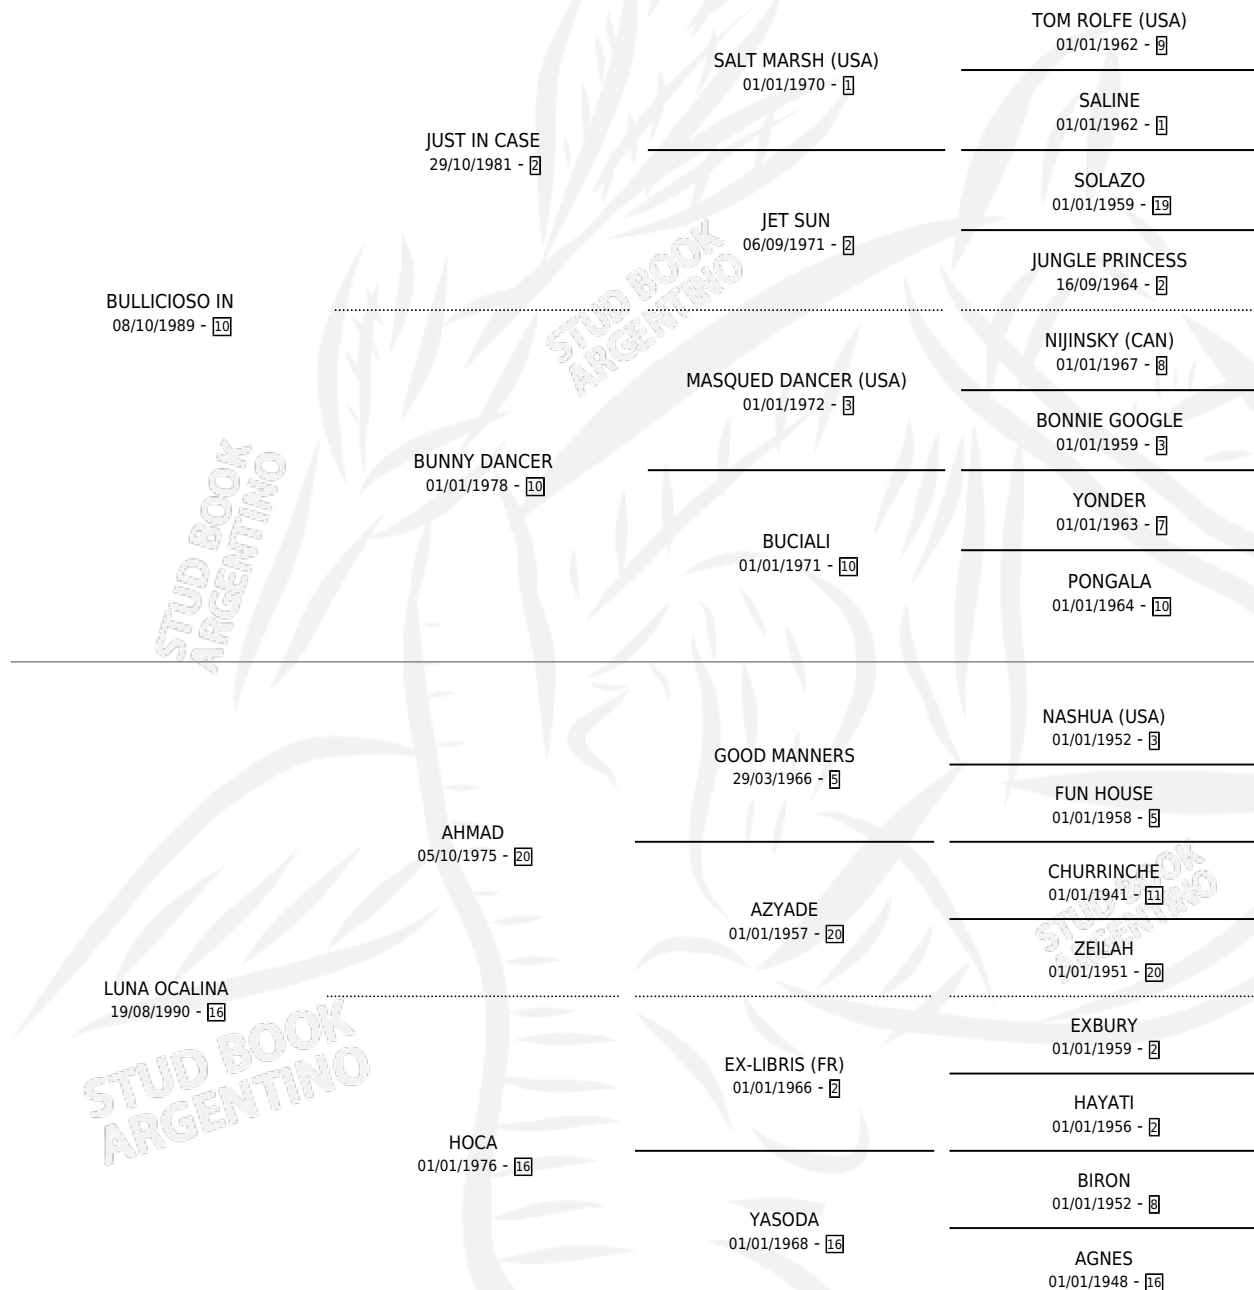 TOM ROLFE (USA)
01/01/1962 - 9
SALT MARSH (USA)
01/01/1970 - 1
SALINE
01/01/1962 - 1
JUST IN CASE
29/10/1981 - 2
SOLAZO
01/01/1959 - 19
JET SUN
06/09/1971 - 2
JUNGLE PRINCESS
16/09/1964 - 2
BULLICIOSO IN
08/10/1989 - 10
NIJINSKY (CAN)
01/01/1967 - 8
MASQUED DANCER (USA)
01/01/1972 - 3
BONNIE GOOGLE
01/01/1959 - 3
BUNNY DANCER
01/01/1978 - 10
YONDER
01/01/1963 - 7
BUCIALI
01/01/1971 - 10
PONGALA
01/01/1964 - 10
STUD BOOK
ARGENTINO
STUD BOOK
ARGENTINO
NASHUA (USA)
01/01/1952 - 3
GOOD MANNERS
29/03/1966 - 5
FUN HOUSE
01/01/1958 - 5
AHMAD
05/10/1975 - 20
CHURRINCHE
01/01/1941 - 11
AZYADE
01/01/1957 - 20
ZEILAH
01/01/1951 - 20
STUD BOOK
ARGENTINO
LUNA OCALINA
19/08/1990 - 16
EXBURY
01/01/1959 - 2
EX-LIBRIS (FR)
01/01/1966 - 2
HAYATI
01/01/1956 - 2
STUD BOOK
ARGENTINO
HOCA
01/01/1976 - 16
BIRON
01/01/1952 - 8
YASODA
01/01/1968 - 16
AGNES
01/01/1948 - 16